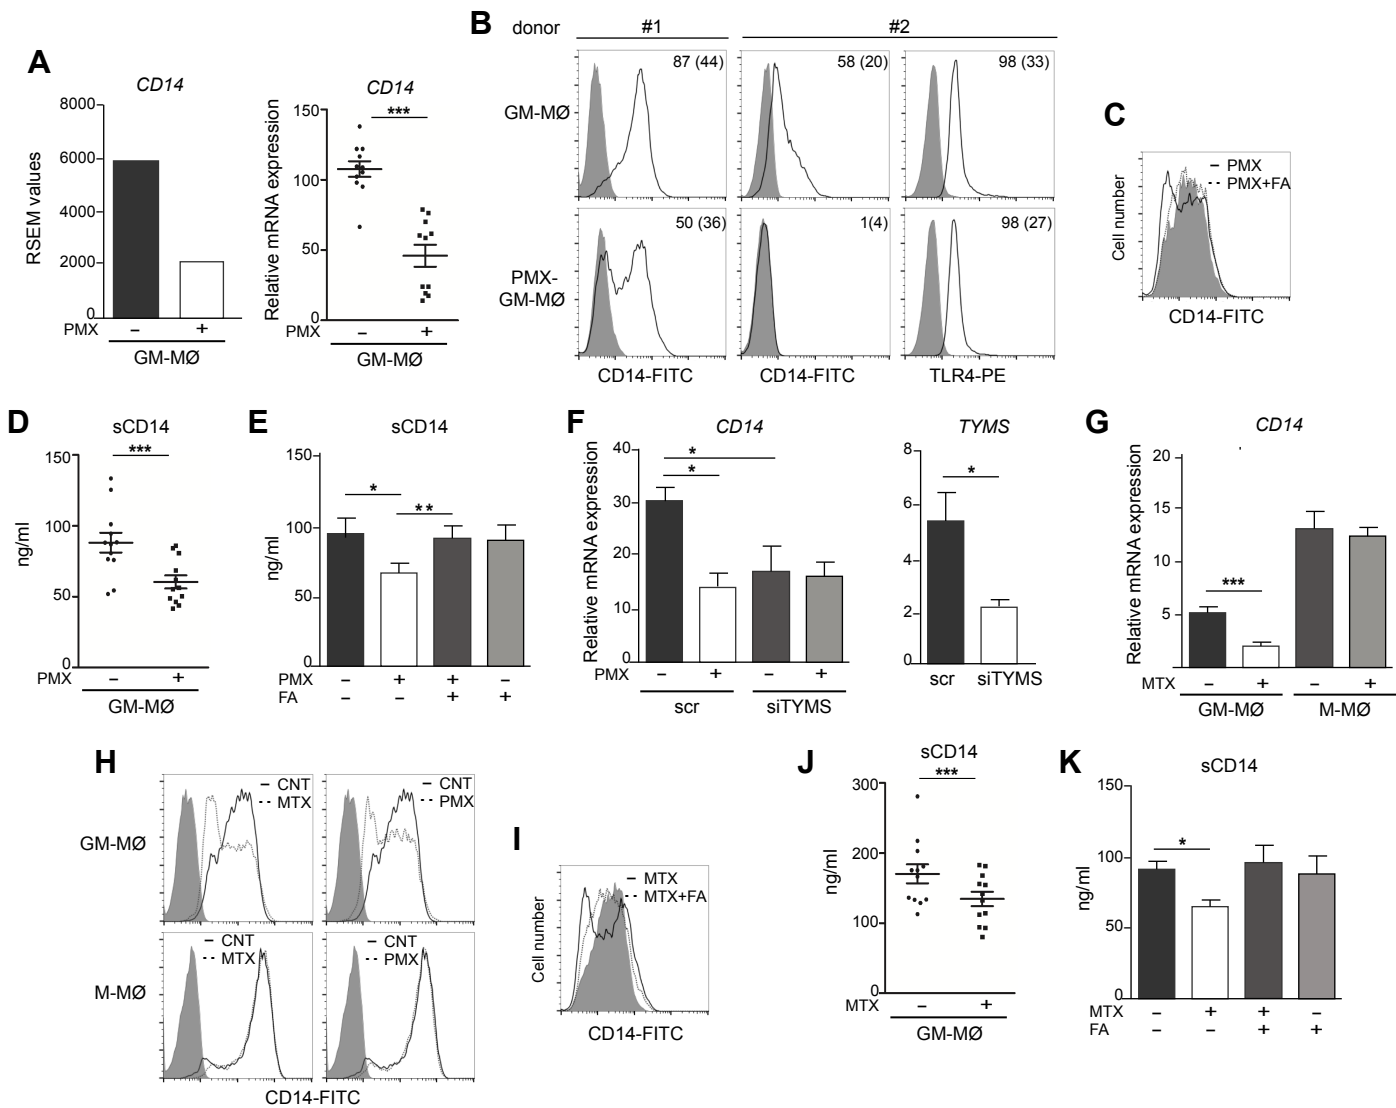 A
CD14
RSEM values
8000
6000
4000
2000
0
PMX
–
+
GM-MØ
CD14
Relative mRNA expression
150
100
50
0
***
–
+
GM-MØ
B
donor
#1
#2
GM-MØ
87 (44)
58 (20)
98 (33)
PMX-
GM-MØ
50 (36)
1(4)
98 (27)
CD14-FITC
CD14-FITC
TLR4-PE
C
PMX
PMX+FA
Cell number
CD14-FITC
D
sCD14
***
ng/ml
150
100
50
0
PMX
–
+
GM-MØ
E
sCD14
ng/ml
150
100
50
0
*
**
PMX – + + –
FA – – + +
F
CD14
Relative mRNA expression
40
30
20
10
0
*
*
PMX – + – +
scr
siTYMS
TYMS
8
6
4
2
0
*
scr
siTYMS
G
CD14
Relative mRNA expression
20
15
10
5
***
MTX – + – +
GM-MØ
M-MØ
H
GM-MØ
CNT
MTX
CNT
PMX
M-MØ
CNT
MTX
CNT
PMX
CD14-FITC
I
MTX
MTX+FA
Cell number
CD14-FITC
J
sCD14
***
ng/ml
300
200
100
0
MTX
–
+
GM-MØ
K
sCD14
ng/ml
150
100
50
0
*
MTX – + + –
FA – – + +